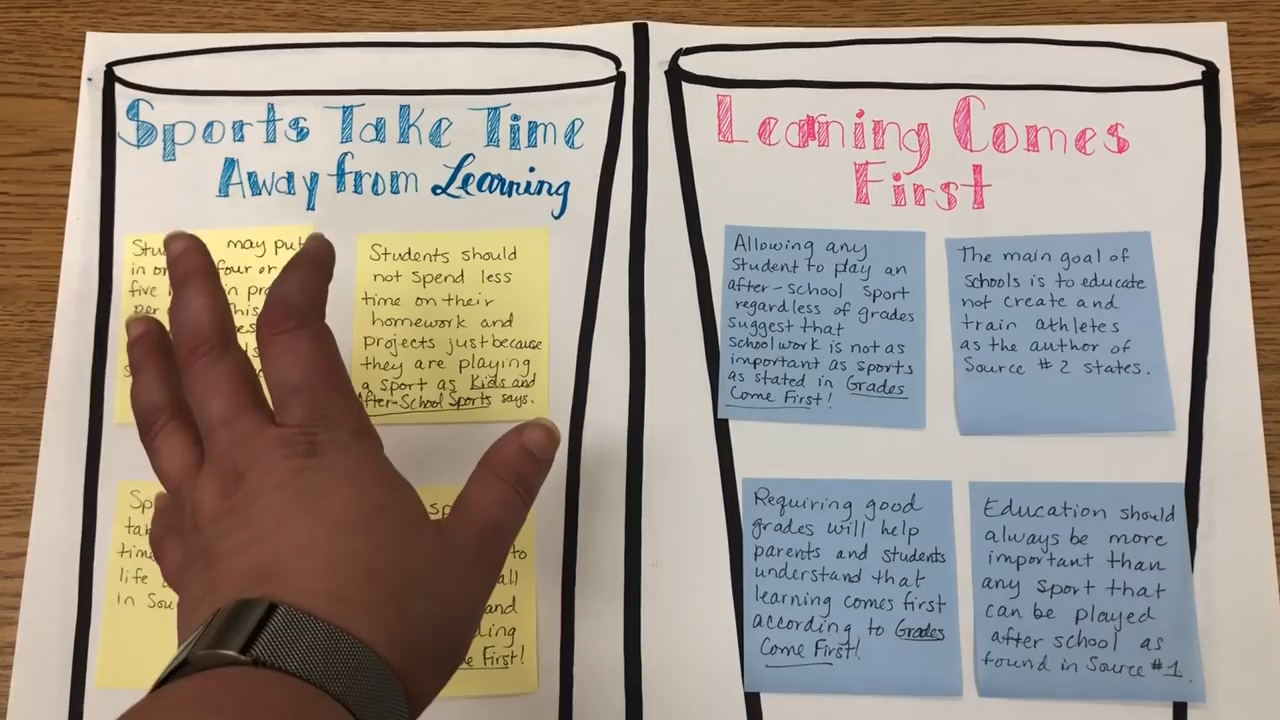 Sports Take Time
Away from Learning
may put
in four or
five in
per
Students should
not spend less
time on their
homework and
projects just because
they are playing
a sport as Kids and
After-School Sports says.
life
in
to
and
First!
Learning Comes
First
Allowing any
Student to play an
after-school sport
regardless of grades
suggest that
schoolwork is not as
important as sports
as stated in Grades
Come First!
The main goal of
Schools is to educate
not create and
train athletes
as the author of
Source #2 states.
Requiring good
grades will help
parents and students
understand that
learning comes first
according to Grades
Come First!
Education should
always be more
important than
any sport that
can be played
after school as
found in Source #1.